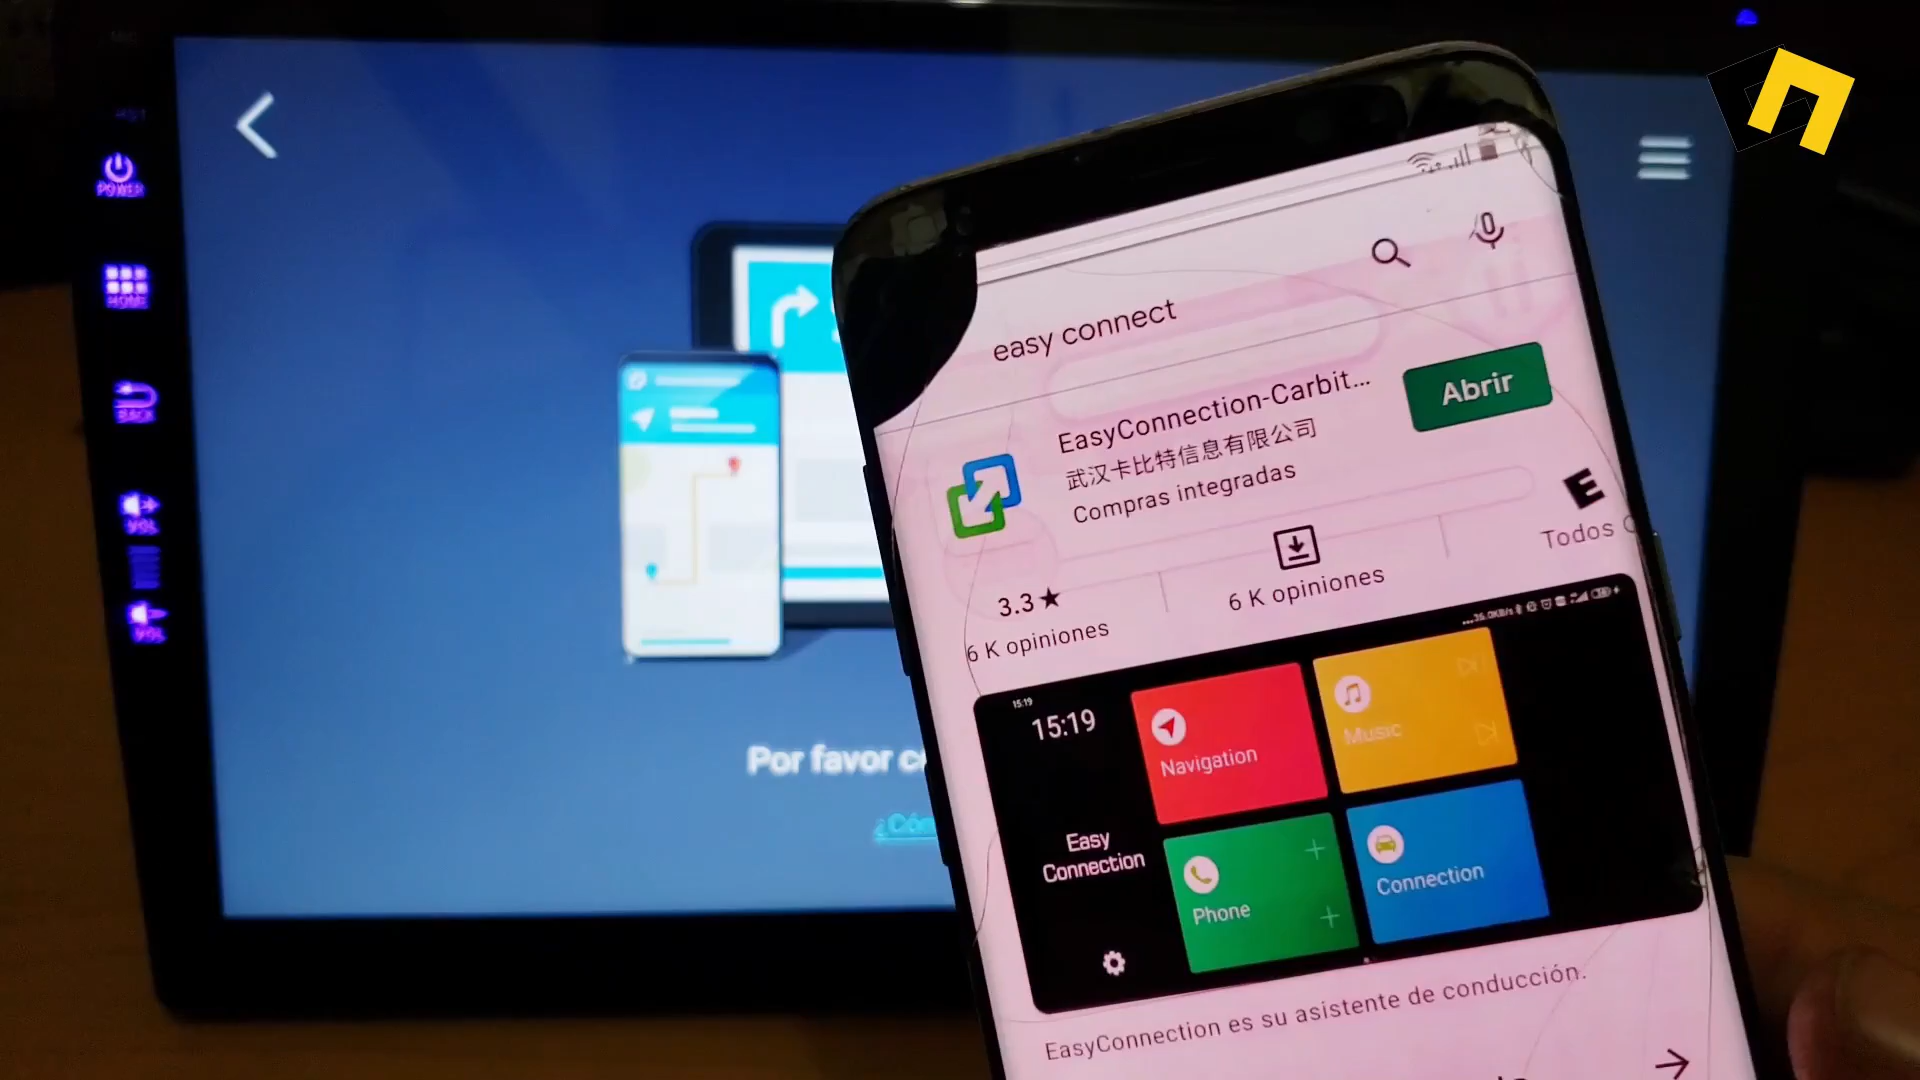 POWER
HOME
BACK
VOL
VOL
Por favor
easy connect
EasyConnection-Carbit...
武汉卡比特信息有限公司
Compras integradas
Abrir
3.3★
6 K opiniones
6 K opiniones
Todos
15:19
15:19
Navigation
Music
Easy
Connection
Phone
Connection
EasyConnection es su asistente de conducción.